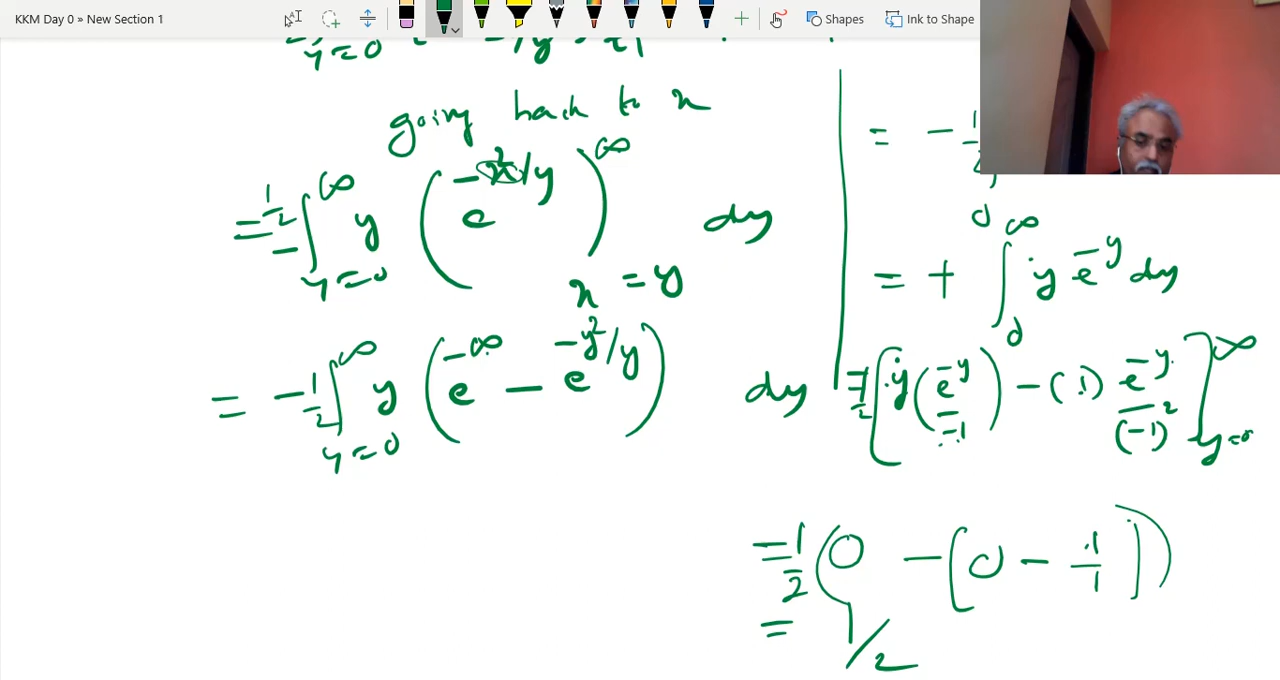 KKM Day 0 » New Section 1
Shapes
Ink to Shape
going back to x
= -1/2 ∫_{y=0}^{∞} y ( e^{-x²/y} )_{x=y}^{∞} dy
= -1/2 ∫_{y=0}^{∞} y ( e^{-∞} - e^{-y²/y} ) dy
= + ∫_0^∞ y e^{-y} dy
= 1/2 [ y ( e^{-y} / -1 ) - (1) e^{-y} / (-1)² ]_{y=0}^{∞}
= 1/2 ( 0 - [ 0 - 1/1 ] )
= 1/2